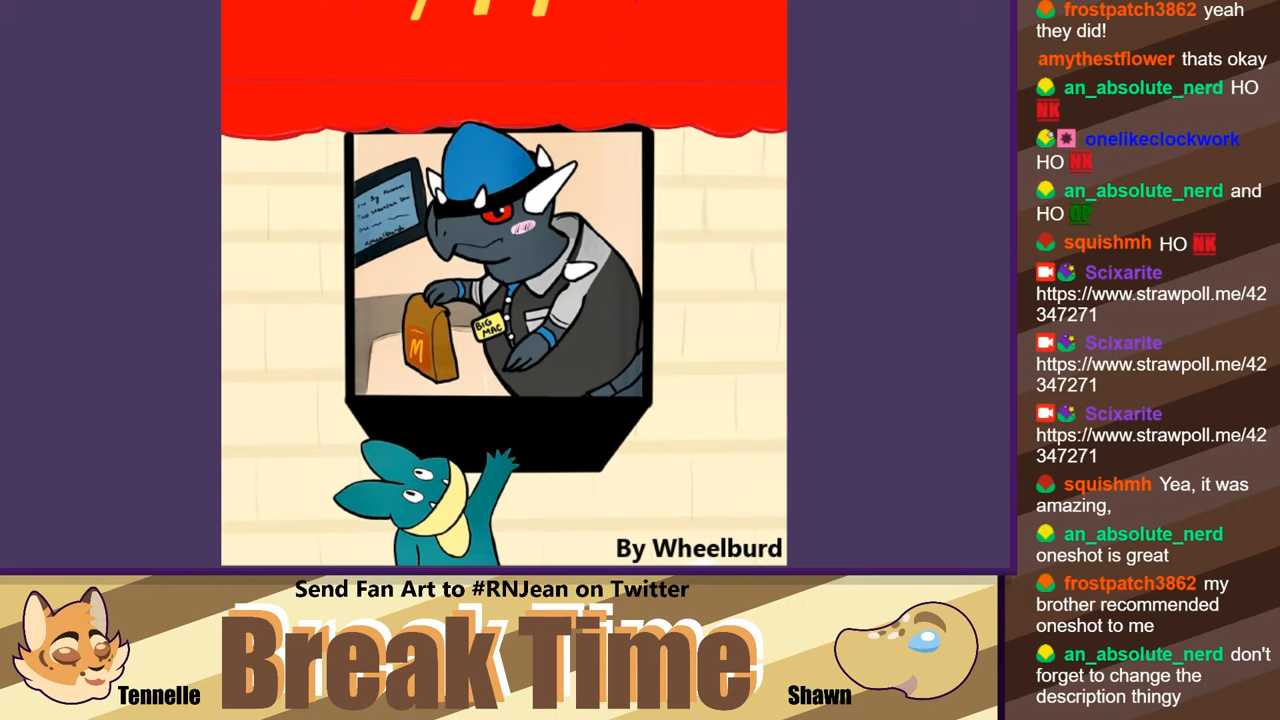 BIG
MAC
M
By Wheelburd
Send Fan Art to #RNJean on Twitter
Break Time
Tennelle
Shawn
frostpatch3862 yeah
they did!
amythestflower thats okay
an_absolute_nerd HO
NK
onelikeclockwork
HO NK
an_absolute_nerd and
HO OP
squishmh HO NK
Scixarite
https://www.strawpoll.me/42
347271
Scixarite
https://www.strawpoll.me/42
347271
Scixarite
https://www.strawpoll.me/42
347271
squishmh Yea, it was
amazing,
an_absolute_nerd
oneshot is great
frostpatch3862 my
brother recommended
oneshot to me
an_absolute_nerd don't
forget to change the
description thingy